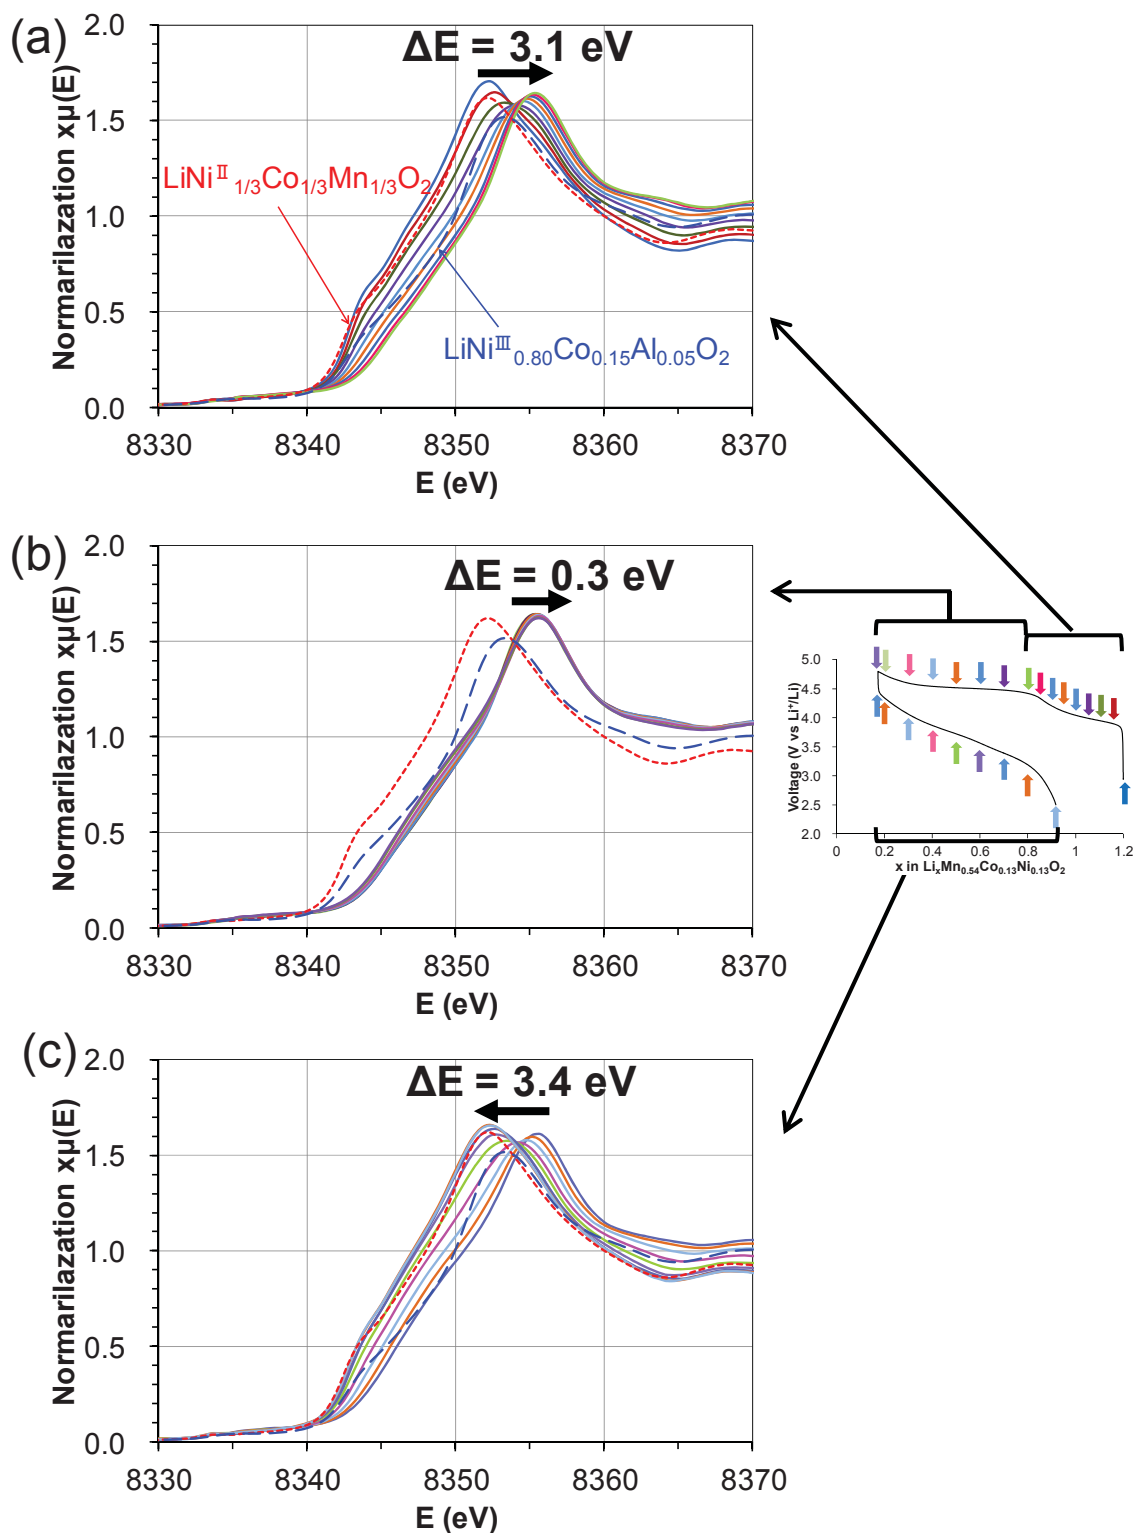 (a)
ΔE = 3.1 eV
LiNiᴵᴵ1/3Co1/3Mn1/3O2
LiNiᴵᴵᴵ0.80Co0.15Al0.05O2
Normarilazation xμ(E)
2.0
1.5
1.0
0.5
0.0
8330 8340 8350 8360 8370
E (eV)
(b)
ΔE = 0.3 eV
Normarilazation xμ(E)
2.0
1.5
1.0
0.5
0.0
8330 8340 8350 8360 8370
E (eV)
Voltage (V vs Li+/Li)
5.0
4.5
4.0
3.5
3.0
2.5
2.0
0 0.2 0.4 0.6 0.8 1 1.2
x in LixMn0.54Co0.13Ni0.13O2
(c)
ΔE = 3.4 eV
Normarilazation xμ(E)
2.0
1.5
1.0
0.5
0.0
8330 8340 8350 8360 8370
E (eV)